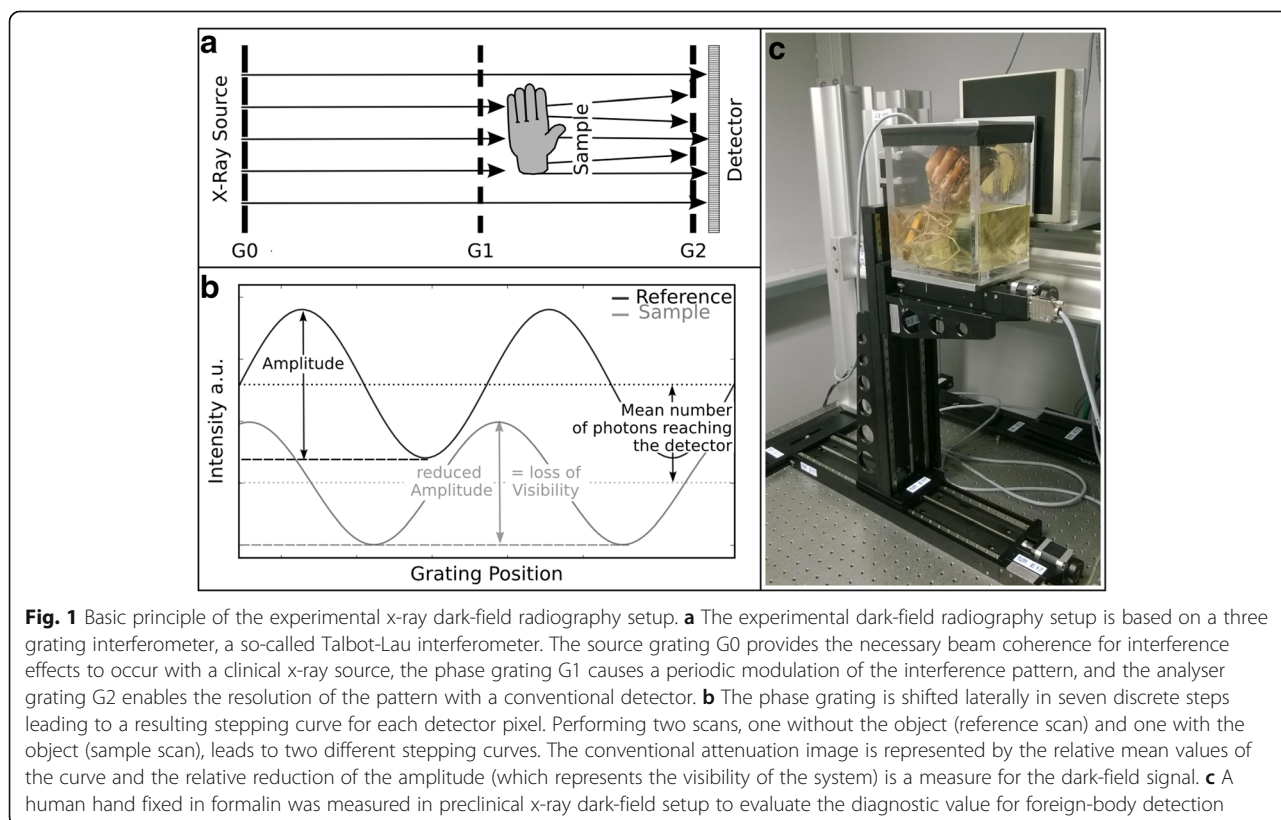 a
X-Ray Source
Sample
Detector
G0
G1
G2
b
Reference
Sample
Amplitude
Intensity a.u.
Mean number
of photons reaching
the detector
reduced
Amplitude
= loss of
Visibility
Grating Position
c
Fig. 1 Basic principle of the experimental x-ray dark-field radiography setup. a The experimental dark-field radiography setup is based on a three
grating interferometer, a so-called Talbot-Lau interferometer. The source grating G0 provides the necessary beam coherence for interference
effects to occur with a clinical x-ray source, the phase grating G1 causes a periodic modulation of the interference pattern, and the analyser
grating G2 enables the resolution of the pattern with a conventional detector. b The phase grating is shifted laterally in seven discrete steps
leading to a resulting stepping curve for each detector pixel. Performing two scans, one without the object (reference scan) and one with the
object (sample scan), leads to two different stepping curves. The conventional attenuation image is represented by the relative mean values of
the curve and the relative reduction of the amplitude (which represents the visibility of the system) is a measure for the dark-field signal. c A
human hand fixed in formalin was measured in preclinical x-ray dark-field setup to evaluate the diagnostic value for foreign-body detection